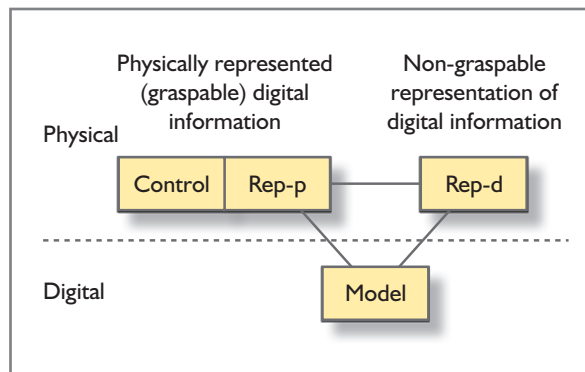 Physically represented
(graspable) digital
information
Non-graspable
representation of
digital information
Physical
Control
Rep-p
Rep-d
Digital
Model